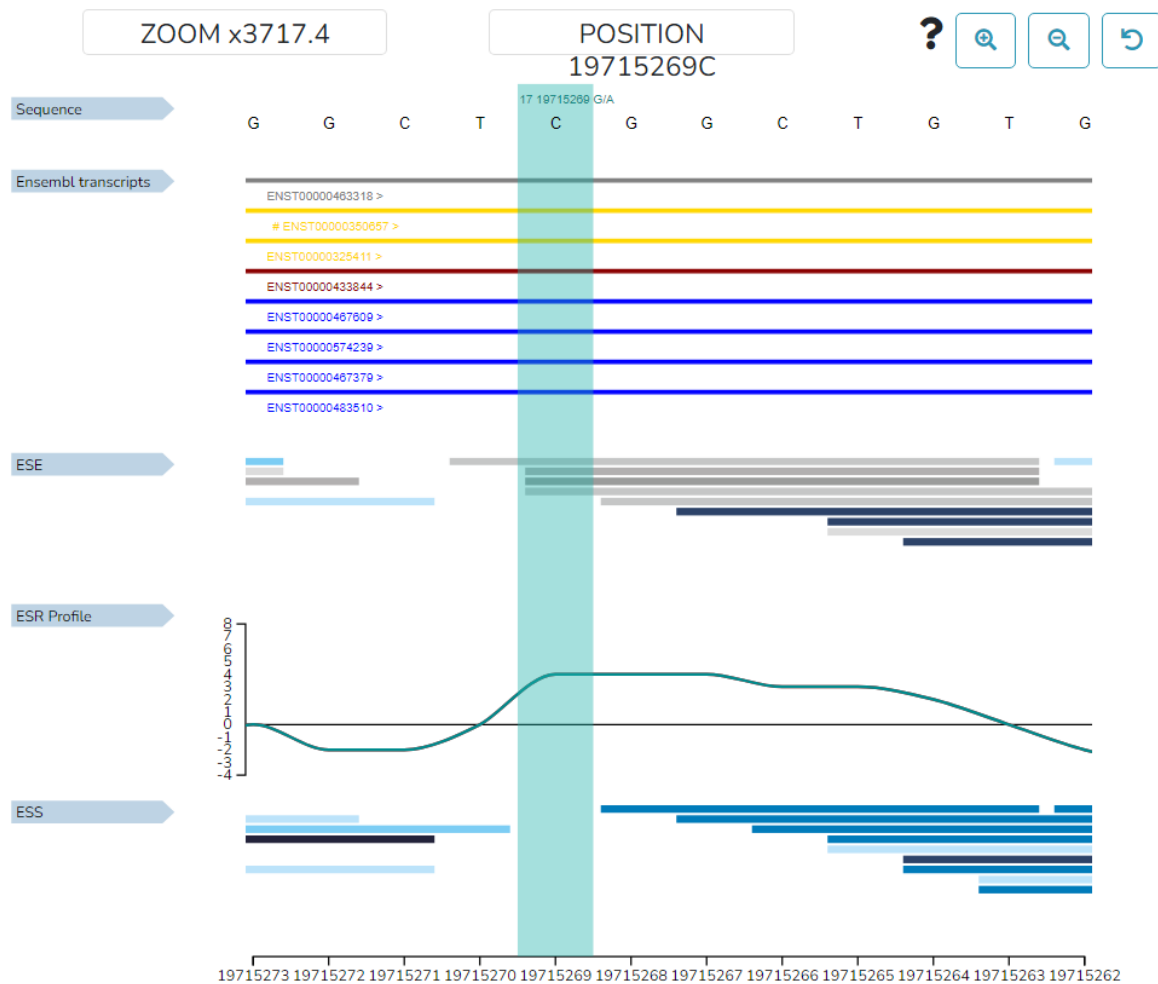 ZOOM x3717.4
POSITION
19715269C
?
Sequence
17 19715269 G/A
G G C T C G G C T G T G
Ensembl transcripts
ENST00000463318 >
# ENST00000350657 >
ENST00000325411 >
ENST00000433844 >
ENST00000467609 >
ENST00000574239 >
ENST00000467379 >
ENST00000483510 >
ESE
ESR Profile
8
7
6
5
4
3
2
1
0
-1
-2
-3
-4
ESS
19715273 19715272 19715271 19715270 19715269 19715268 19715267 19715266 19715265 19715264 19715263 19715262